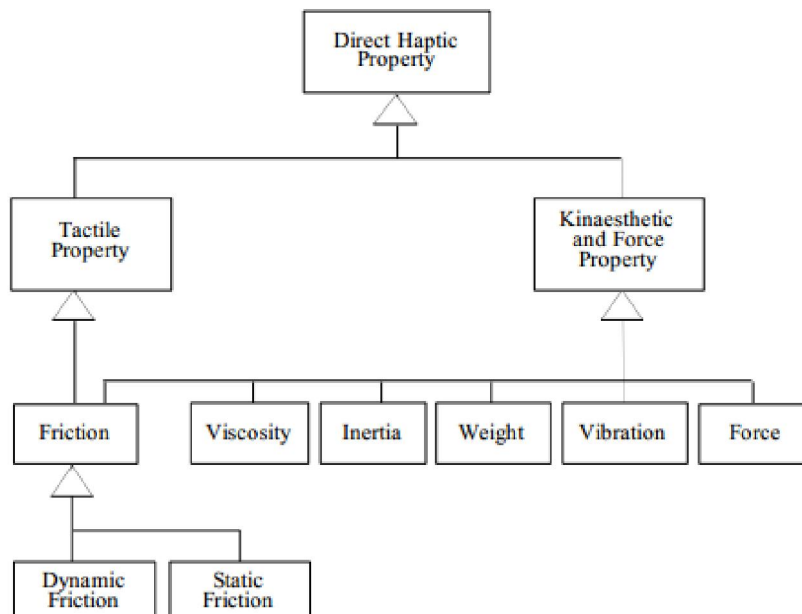 Direct Haptic
Property
Tactile
Property
Kinaesthetic
and Force
Property
Friction
Viscosity
Inertia
Weight
Vibration
Force
Dynamic
Friction
Static
Friction